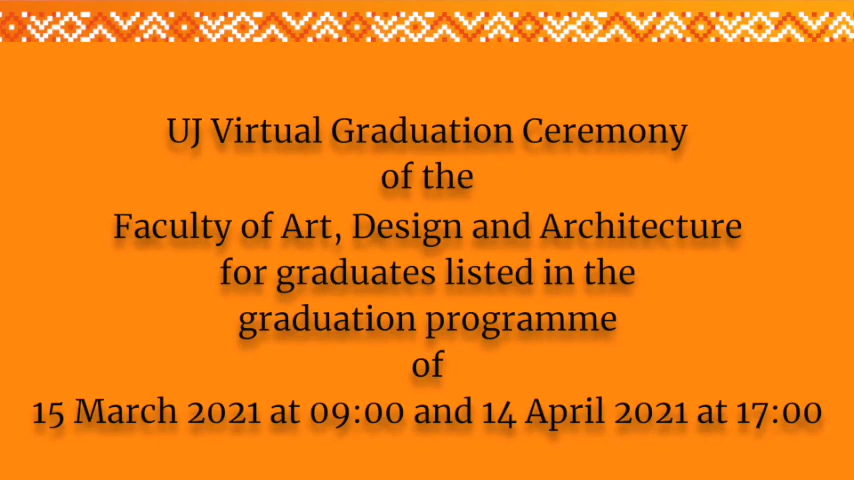 UJ Virtual Graduation Ceremony
of the
Faculty of Art, Design and Architecture
for graduates listed in the
graduation programme
of
15 March 2021 at 09:00 and 14 April 2021 at 17:00